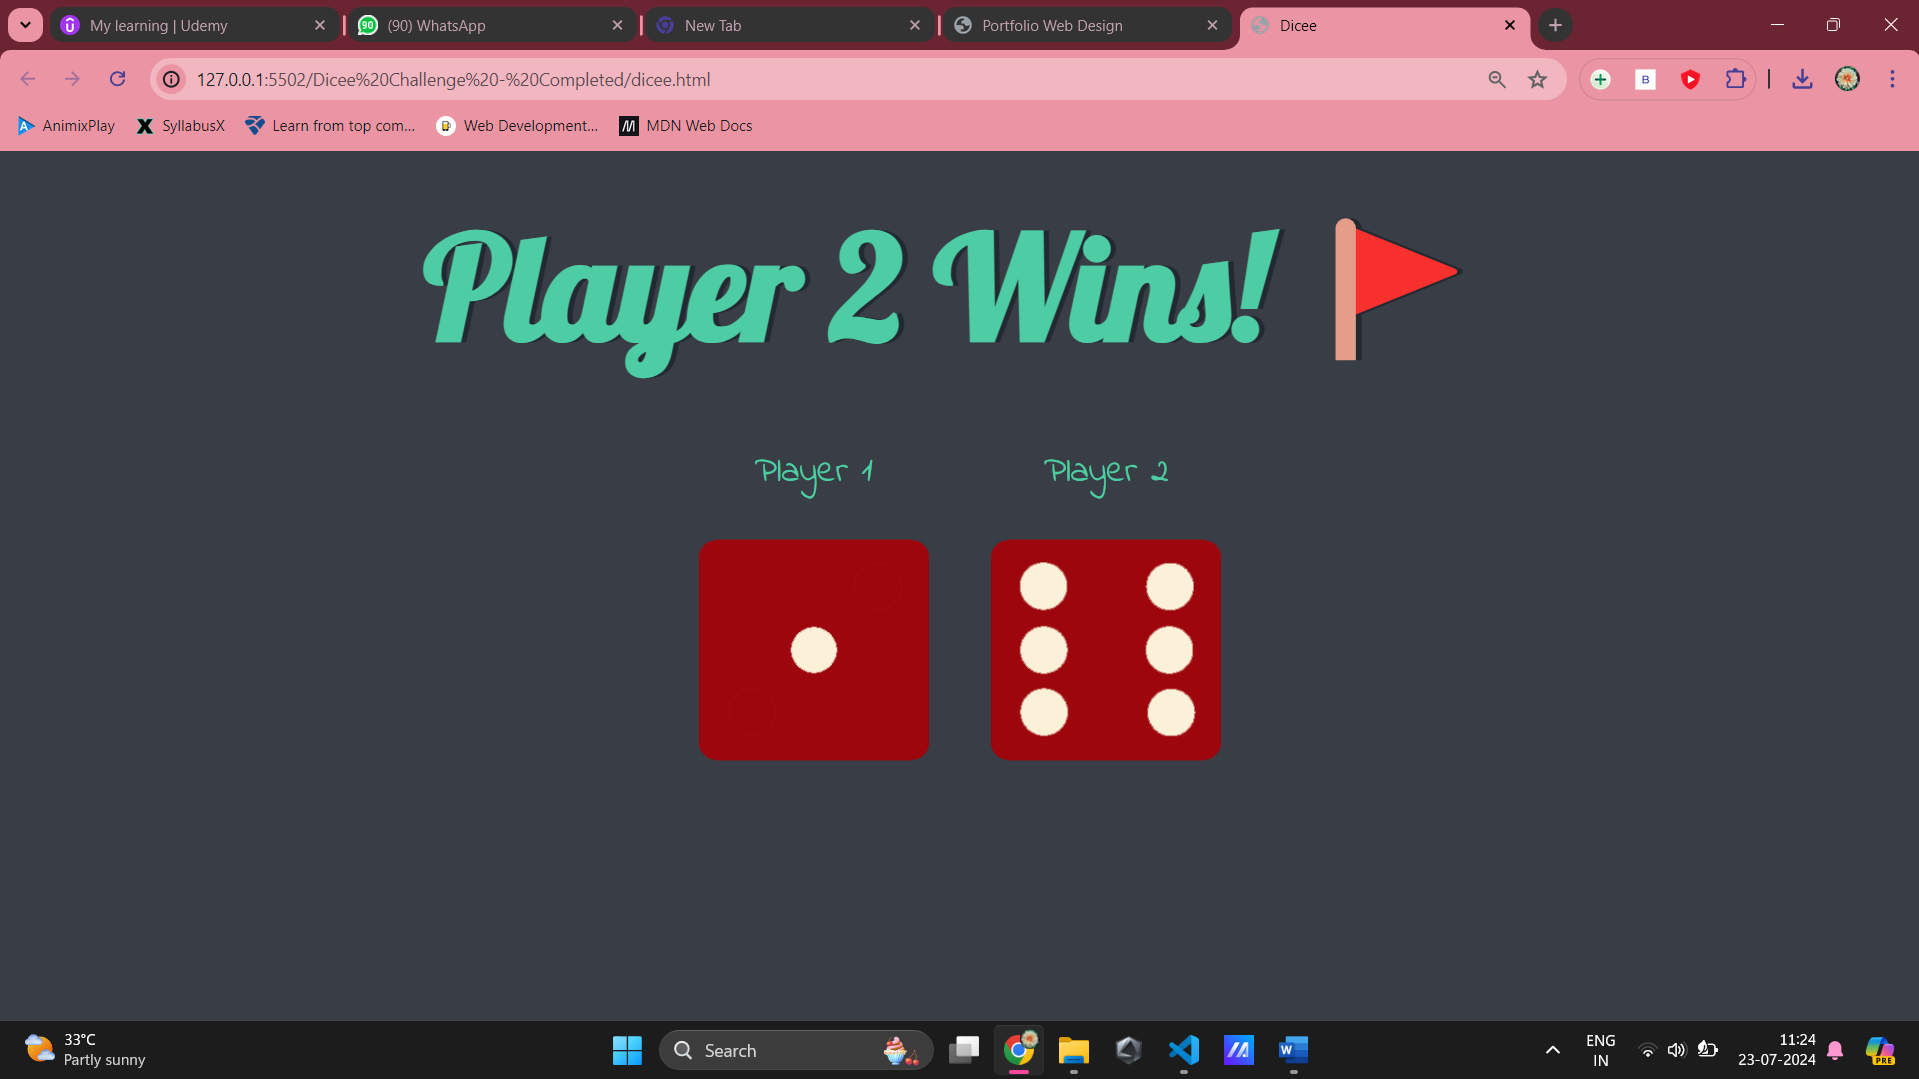 My learning | Udemy
90
(90) WhatsApp
New Tab
Portfolio Web Design
Dicee
127.0.0.1:5502/Dicee%20Challenge%20-%20Completed/dicee.html
B
AnimixPlay
SyllabusX
Learn from top com...
Web Development...
MDN Web Docs
Player 2 Wins!
Player 1
Player 2
33°C
Partly sunny
Search
W
ENG
IN
11:24
23-07-2024
PRE